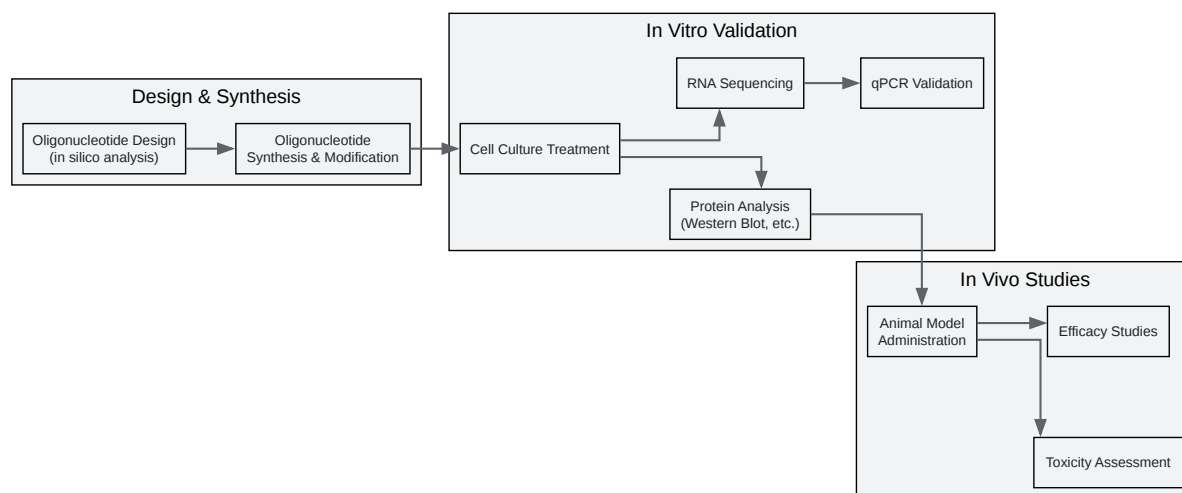 Design & Synthesis
Oligonucleotide Design
(in silico analysis)
Oligonucleotide
Synthesis & Modification
In Vitro Validation
Cell Culture Treatment
RNA Sequencing
qPCR Validation
Protein Analysis
(Western Blot, etc.)
In Vivo Studies
Animal Model
Administration
Efficacy Studies
Toxicity Assessment